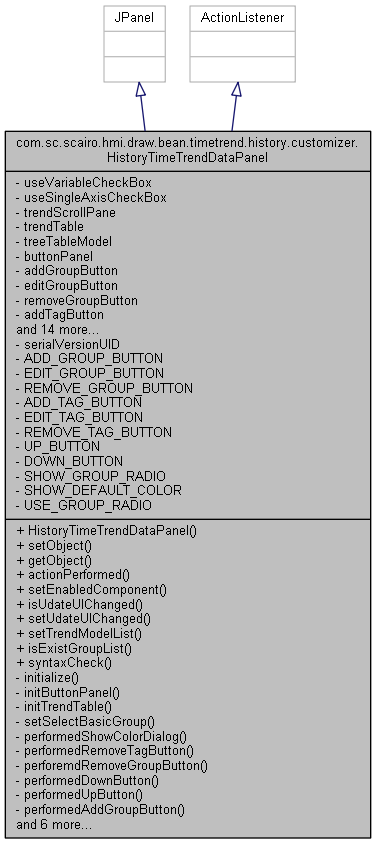 JPanel
ActionListener
com.sc.scairo.hmi.draw.bean.timetrend.history.customizer.
HistoryTimeTrendDataPanel
- useVariableCheckBox
- useSingleAxisCheckBox
- trendScrollPane
- trendTable
- treeTableModel
- buttonPanel
- addGroupButton
- editGroupButton
- removeGroupButton
- addTagButton
and 14 more...
- serialVersionUID
- ADD_GROUP_BUTTON
- EDIT_GROUP_BUTTON
- REMOVE_GROUP_BUTTON
- ADD_TAG_BUTTON
- EDIT_TAG_BUTTON
- REMOVE_TAG_BUTTON
- UP_BUTTON
- DOWN_BUTTON
- SHOW_GROUP_RADIO
- SHOW_DEFAULT_COLOR
- USE_GROUP_RADIO
+ HistoryTimeTrendDataPanel()
+ setObject()
+ getObject()
+ actionPerformed()
+ setEnabledComponent()
+ isUdateUIChanged()
+ setUdateUIChanged()
+ setTrendModelList()
+ isExistGroupList()
+ syntaxCheck()
- initialize()
- initButtonPanel()
- initTrendTable()
- setSelectBasicGroup()
- performedShowColorDialog()
- performedRemoveTagButton()
- perforemdRemoveGroupButton()
- performedDownButton()
- performedUpButton()
- performedAddGroupButton()
and 6 more...